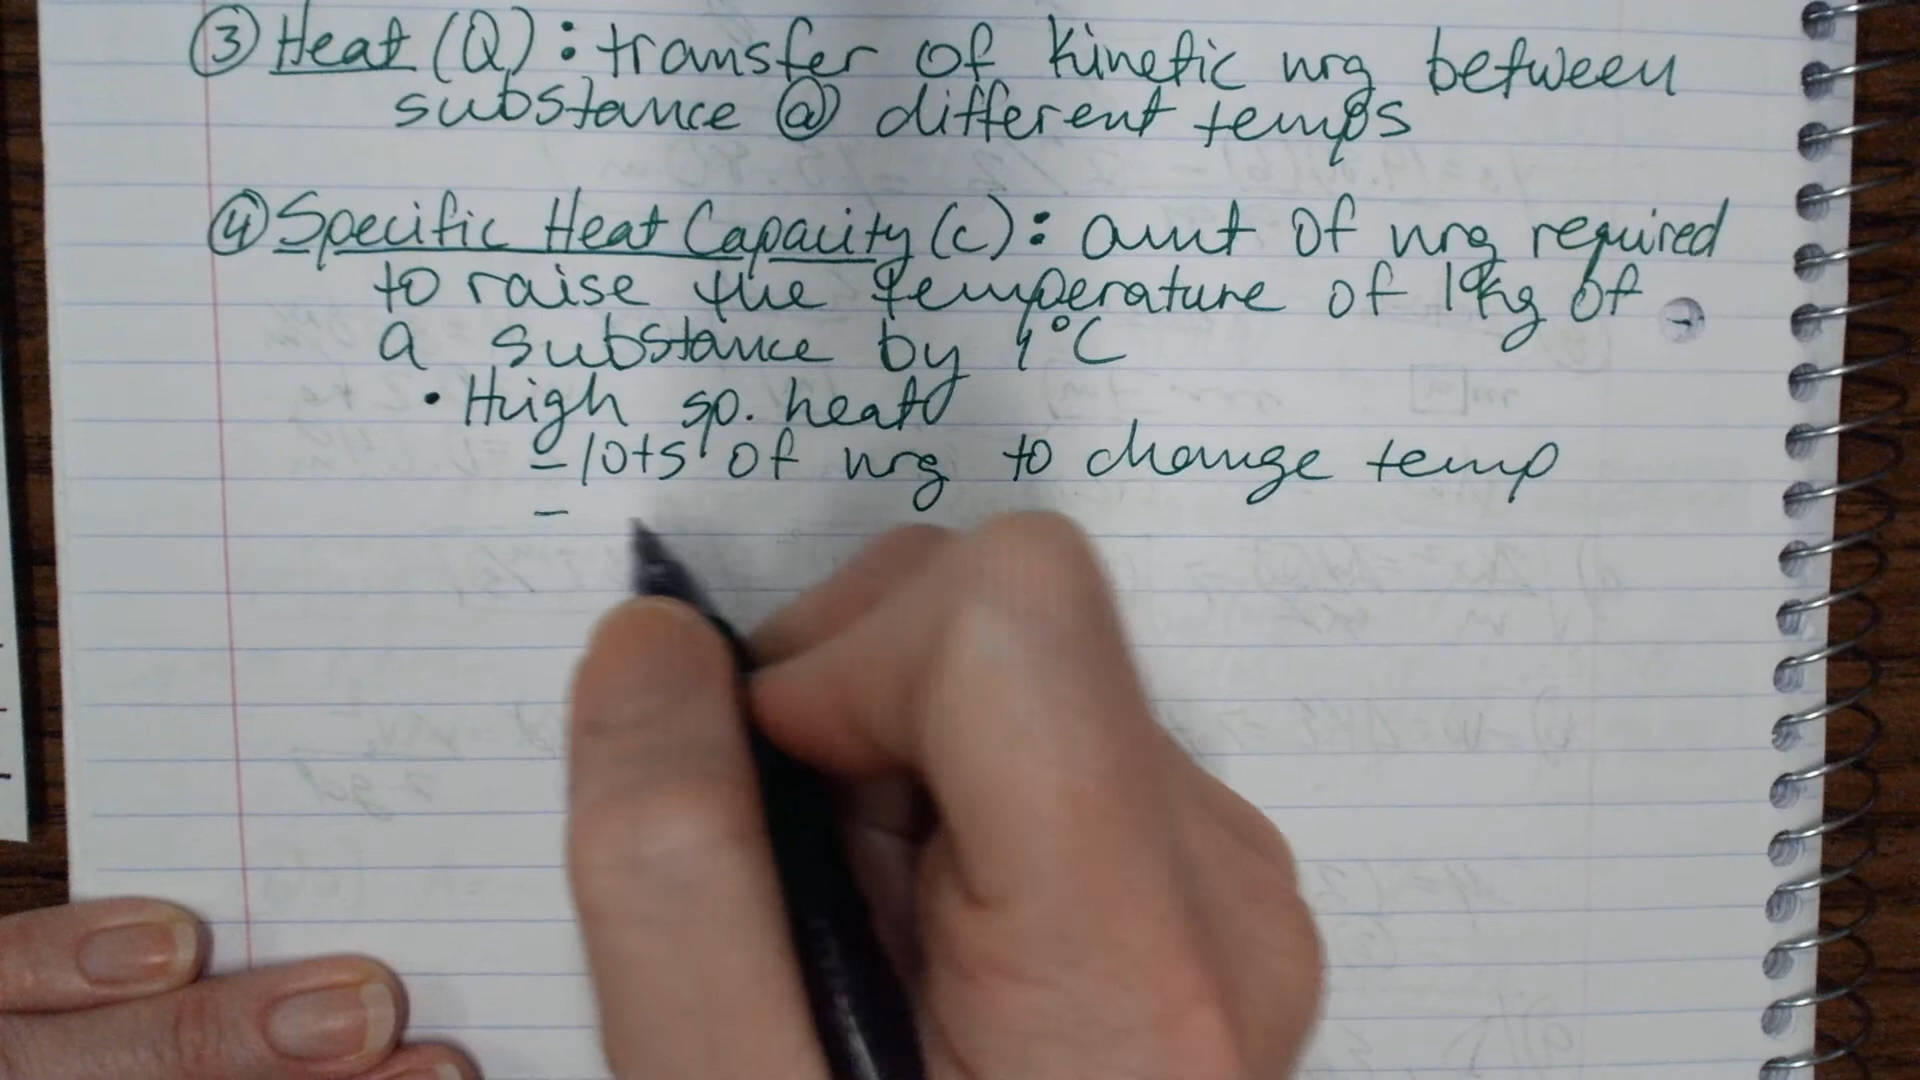 ③ Heat (Q): transfer of kinetic nrg between
substance @ different temps
④ Specific Heat Capacity (c): amt of nrg required
to raise the temperature of 1kg of
a substance by 1°C
• High sp. heat
- lots of nrg to change temp
-